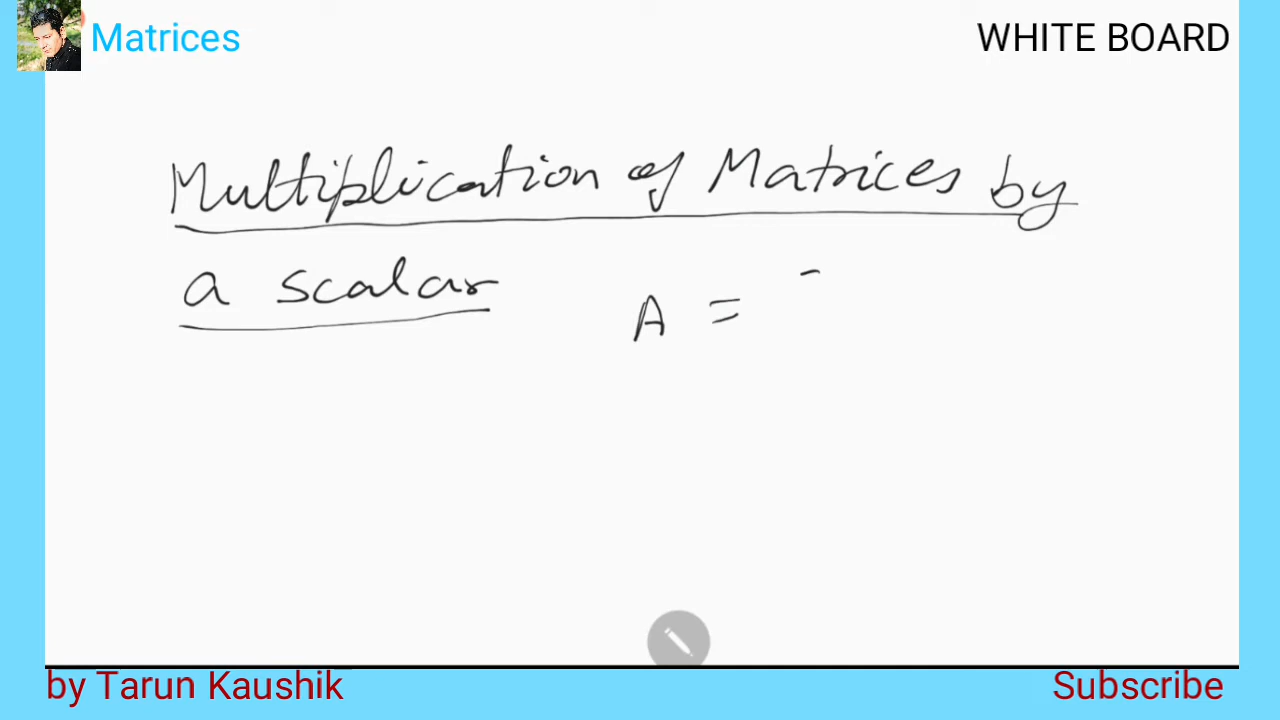 Matrices
WHITE BOARD
Multiplication of Matrices by
a scalar
A =
by Tarun Kaushik
Subscribe